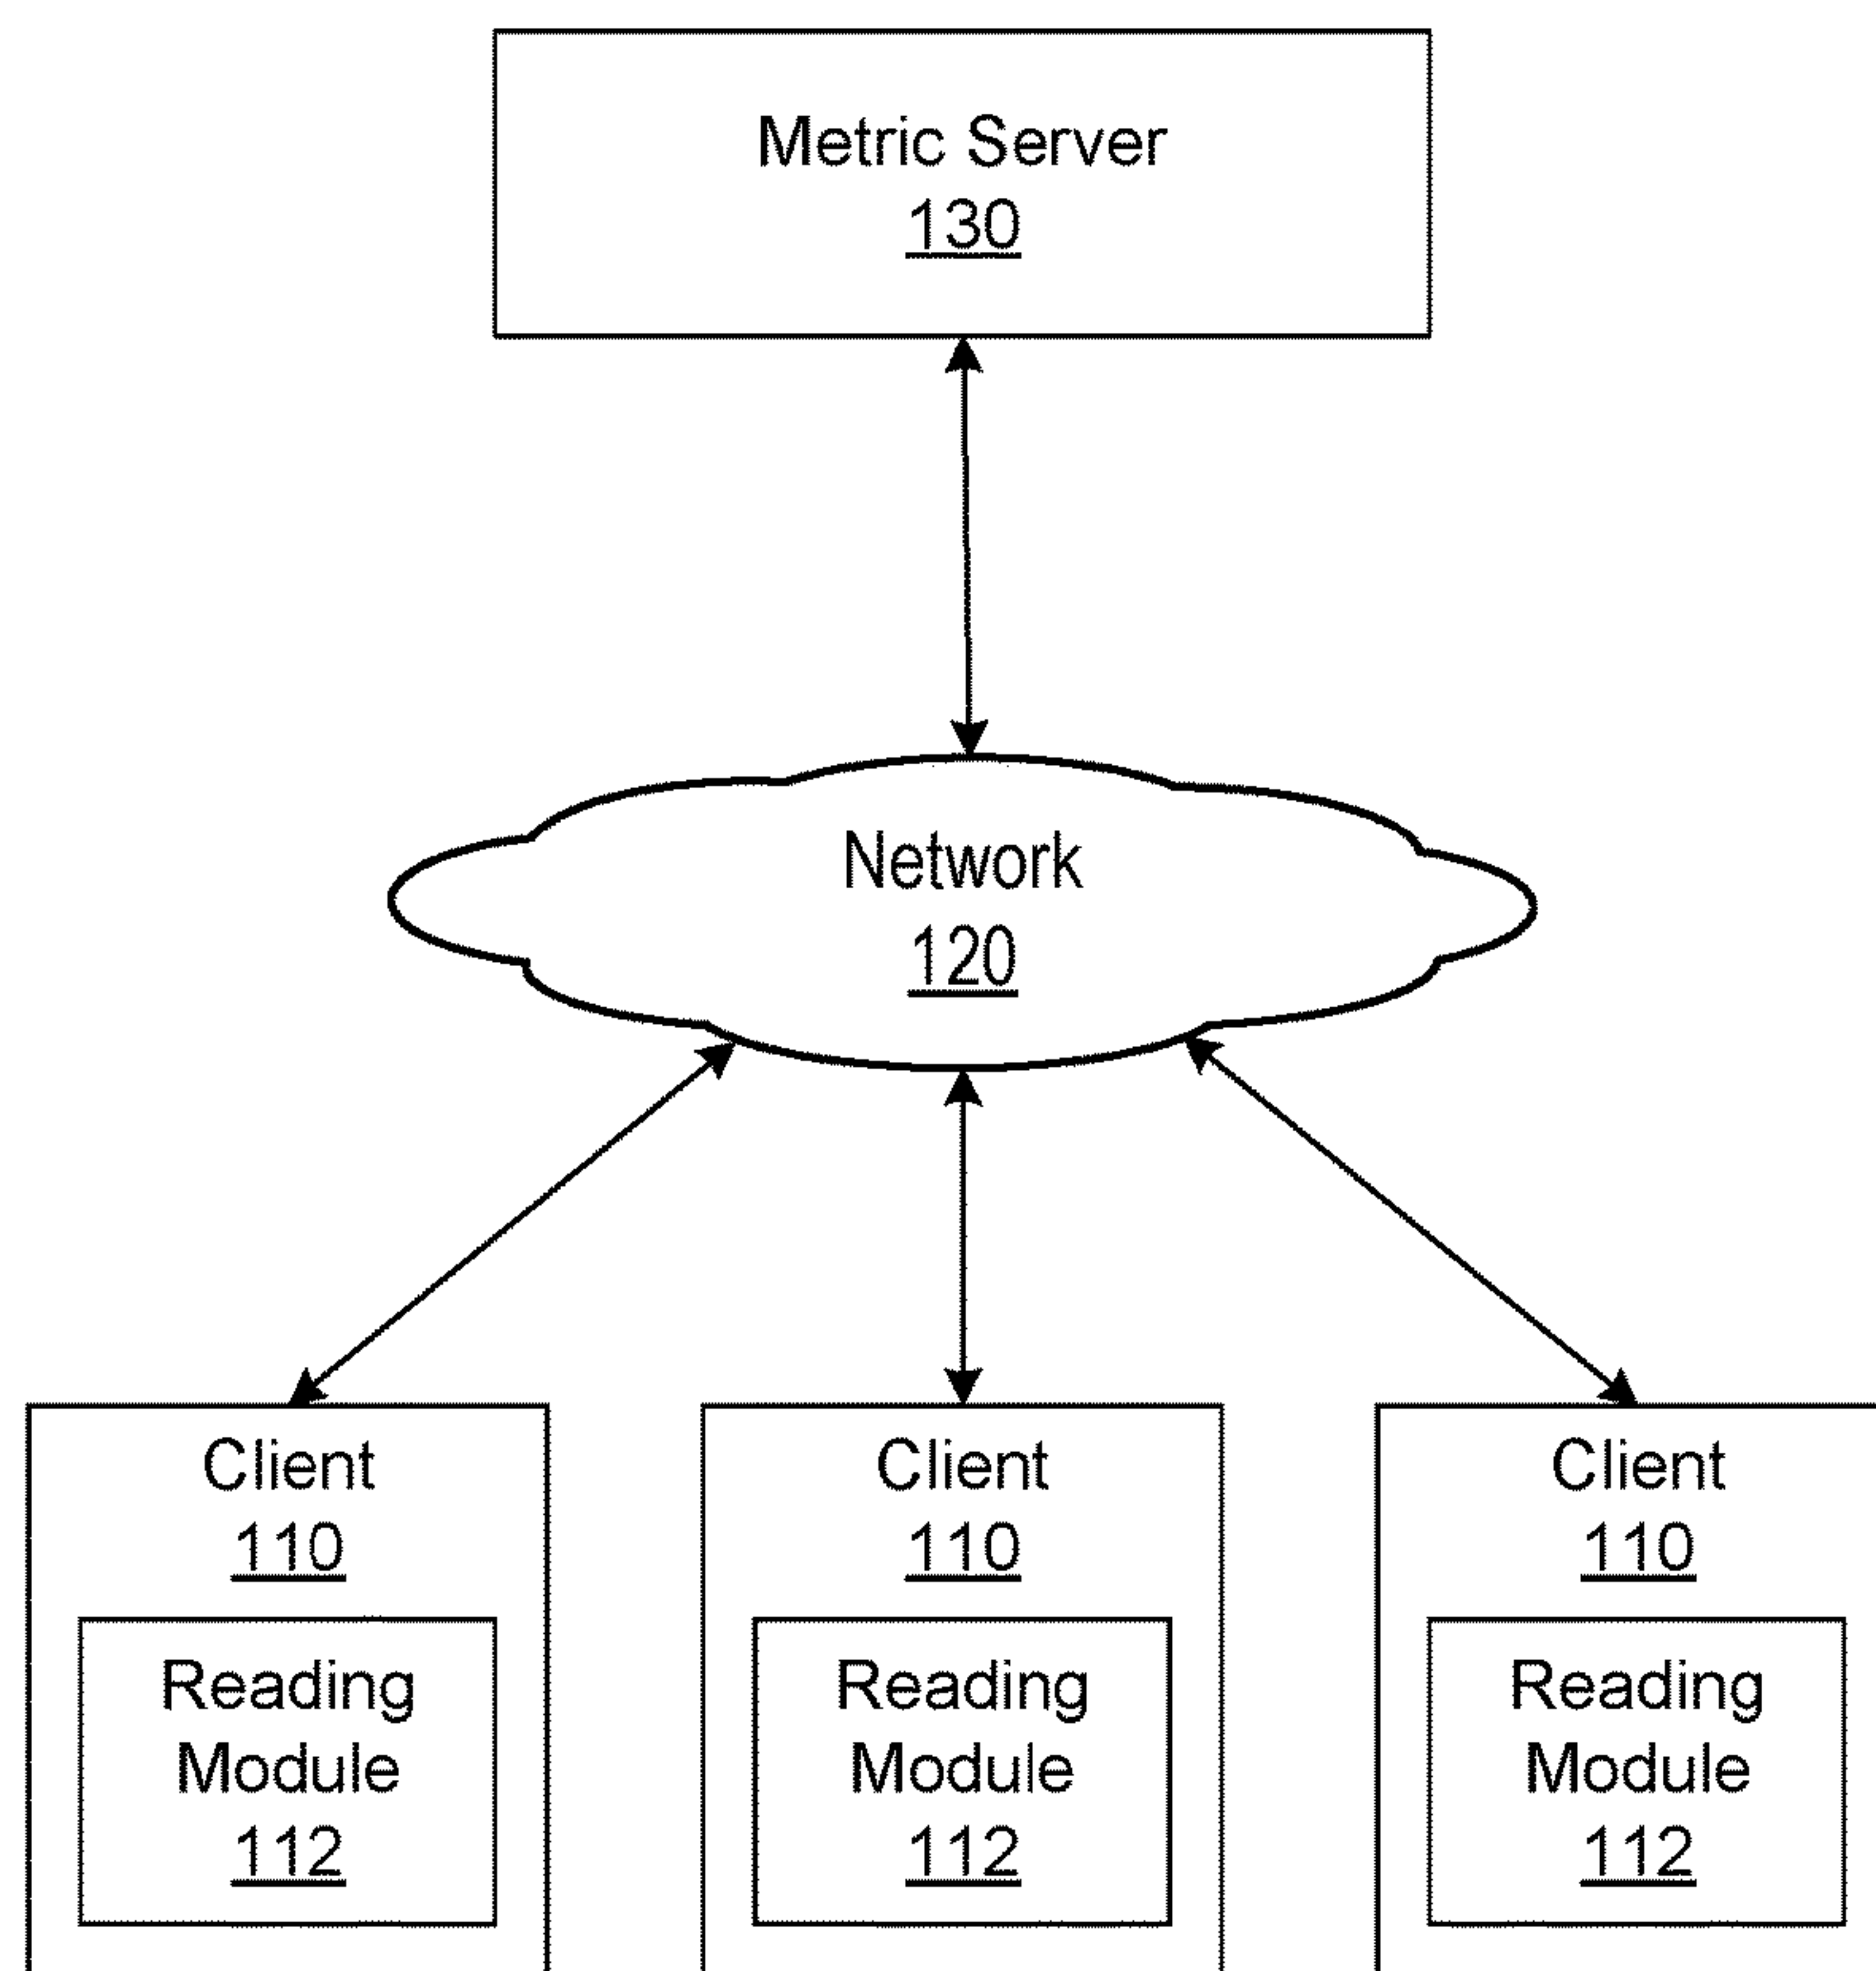 Metric Server
130
Network
120
Client
110
Reading
Module
112
Client
110
Reading
Module
112
Client
110
Reading
Module
112